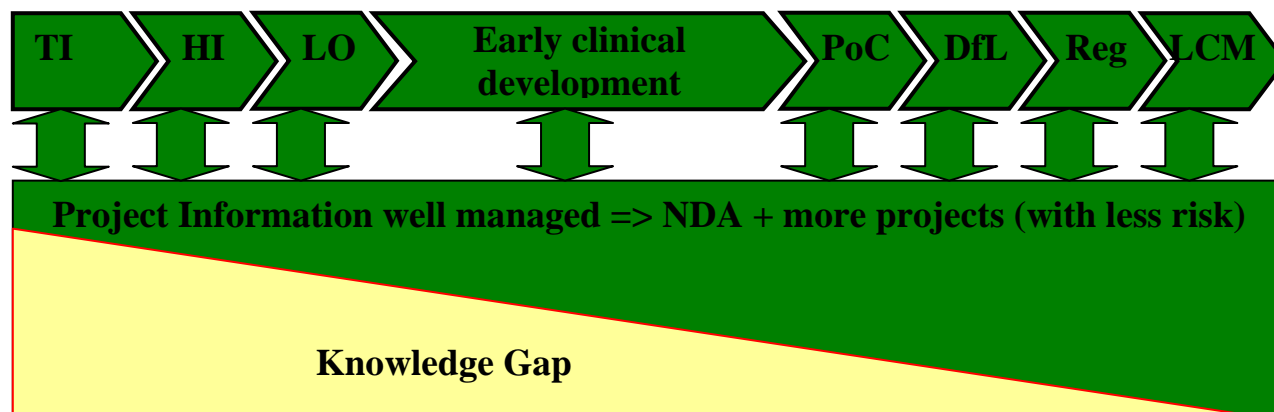 TI
HI
LO
Early clinical
development
PoC
DfL
Reg
LCM
Project Information well managed => NDA + more projects (with less risk)
Knowledge Gap